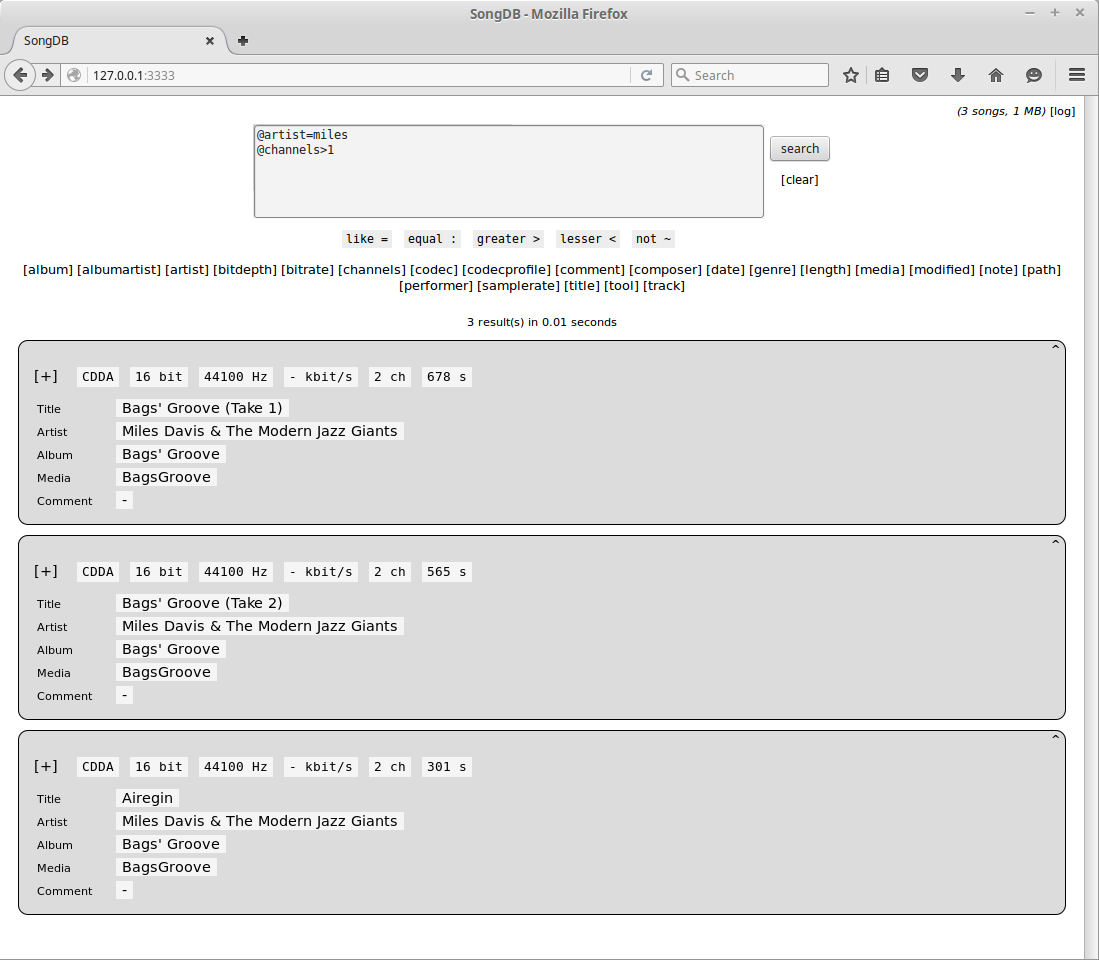 SongDB - Mozilla Firefox
SongDB
127.0.0.1:3333
Search
(3 songs, 1 MB) [log]
@artist=miles
@channels>1
search
[clear]
like = equal : greater > lesser < not ~
[album] [albumartist] [artist] [bitdepth] [bitrate] [channels] [codec] [codecprofile] [comment] [composer] [date] [genre] [length] [media] [modified] [note] [path]
[performer] [samplerate] [title] [tool] [track]
3 result(s) in 0.01 seconds
^
[+] CDDA 16 bit 44100 Hz - kbit/s 2 ch 678 s
Title Bags' Groove (Take 1)
Artist Miles Davis & The Modern Jazz Giants
Album Bags' Groove
Media BagsGroove
Comment -
^
[+] CDDA 16 bit 44100 Hz - kbit/s 2 ch 565 s
Title Bags' Groove (Take 2)
Artist Miles Davis & The Modern Jazz Giants
Album Bags' Groove
Media BagsGroove
Comment -
^
[+] CDDA 16 bit 44100 Hz - kbit/s 2 ch 301 s
Title Airegin
Artist Miles Davis & The Modern Jazz Giants
Album Bags' Groove
Media BagsGroove
Comment -